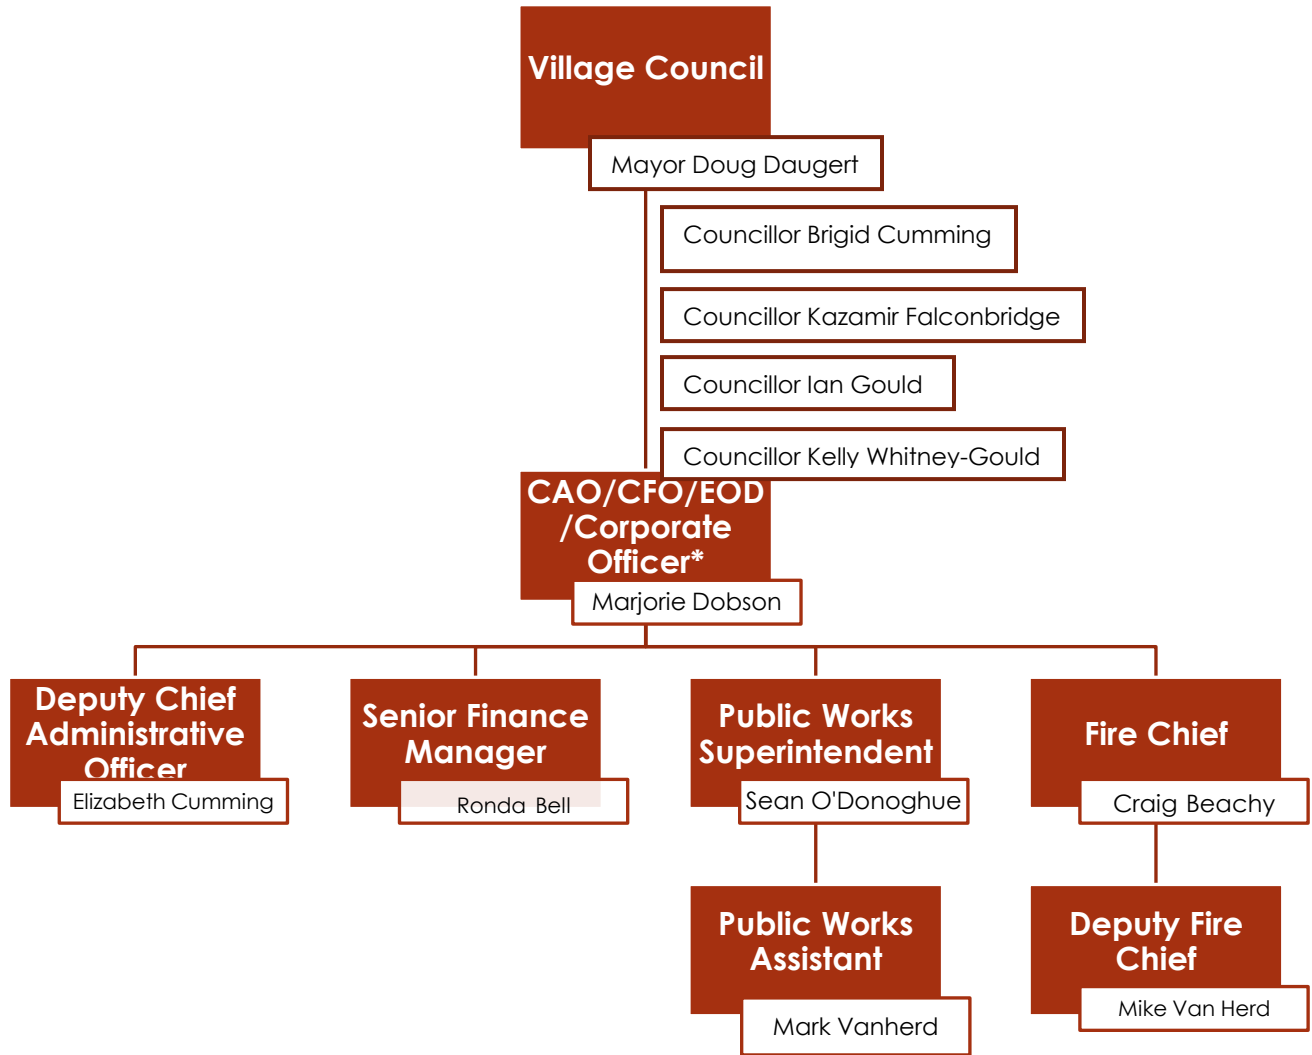 Village Council
Mayor Doug Daugert
Councillor Brigid Cumming
Councillor Kazamir Falconbridge
Councillor Ian Gould
Councillor Kelly Whitney-Gould
CAO/CFO/EOD
/Corporate
Officer*
Marjorie Dobson
Deputy Chief
Administrative
Officer
Elizabeth Cumming
Senior Finance
Manager
Ronda Bell
Public Works
Superintendent
Sean O'Donoghue
Fire Chief
Craig Beachy
Public Works
Assistant
Mark Vanherd
Deputy Fire
Chief
Mike Van Herd